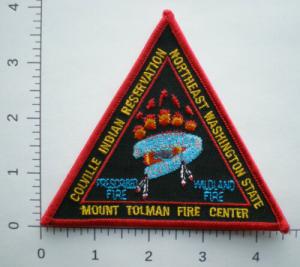 COLVILLE INDIAN RESERVATION
NORTHEAST WASHINGTON STATE
PRESCRIBED FIRE
WILDLAND FIRE
MOUNT TOLMAN FIRE CENTER
4
3
2
1
0
0 1 2 3 4